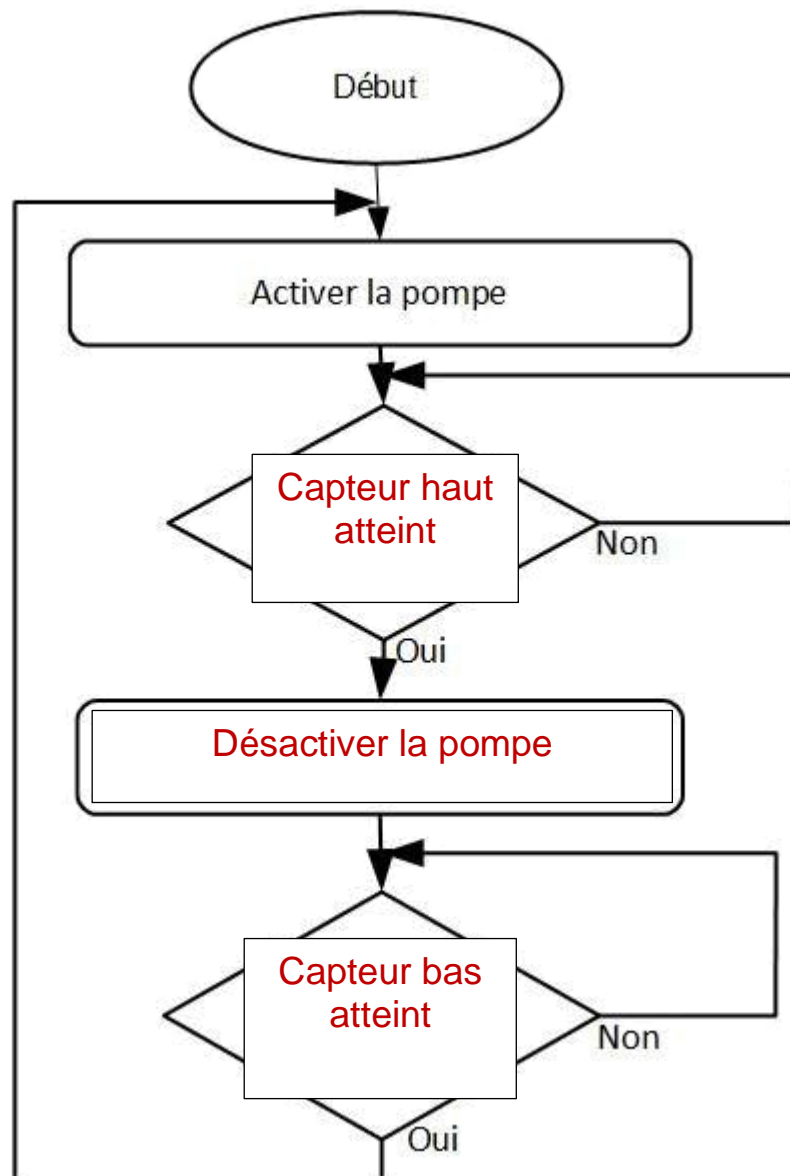 Début
Activer la pompe
Capteur haut
atteint
Non
Oui
Désactiver la pompe
Capteur bas
atteint
Non
Oui